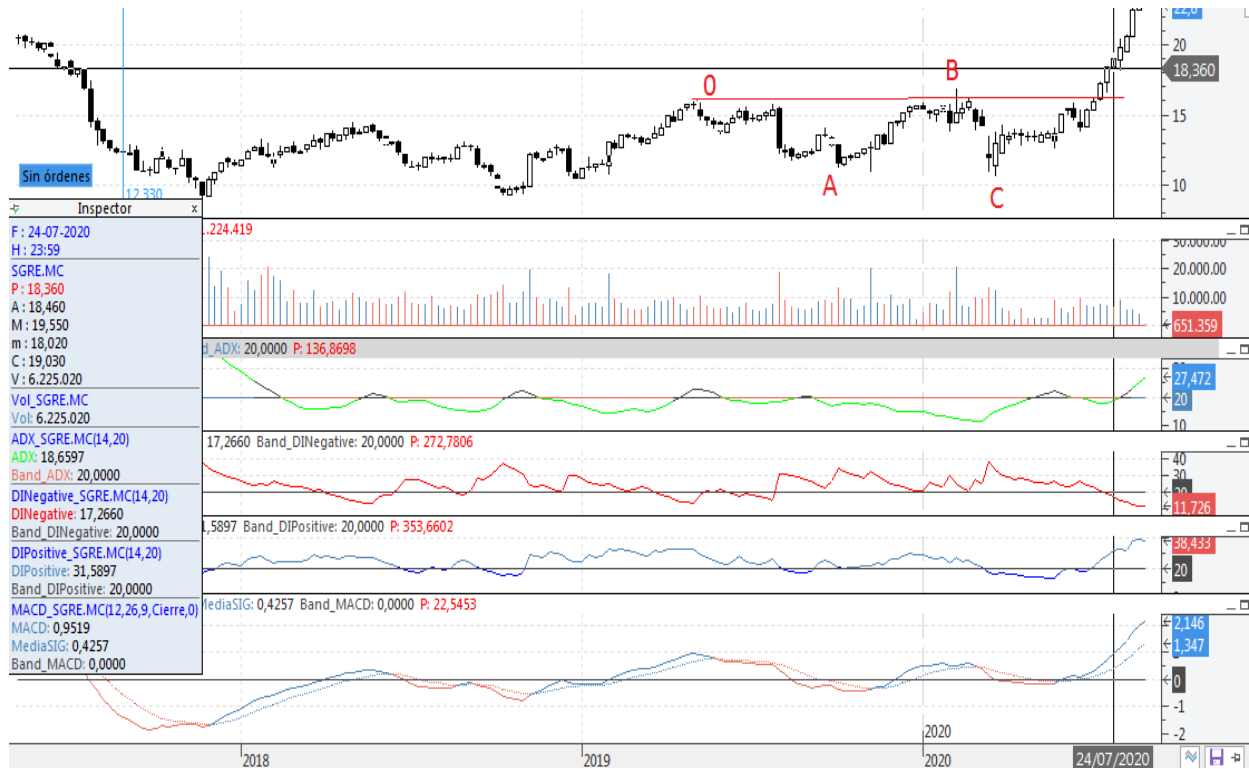 22,8
20
18,360
15
10
0
B
A
C
Sin órdenes
12,330
Inspector x
F : 24-07-2020
H : 23:59
SGRE.MC
P : 18,360
A : 18,460
M : 19,550
m : 18,020
C : 19,030
V : 6.225.020
Vol_SGRE.MC
Vol: 6.225.020
ADX_SGRE.MC(14,20)
ADX: 18,6597
Band_ADX: 20,0000
DINegative_SGRE.MC(14,20)
DINegative: 17,2660
Band_DINegative: 20,0000
DIPositive_SGRE.MC(14,20)
DIPositive: 31,5897
Band_DIPositive: 20,0000
MACD_SGRE.MC(12,26,9,Cierre,0)
MACD: 0,9519
MediaSIG: 0,4257
Band_MACD: 0,0000
.224.419
20.000.00
10.000.00
651.359
d_ADX: 20,0000 P: 136,8698
27,472
20
10
17,2660 Band_DINegative: 20,0000 P: 272,7806
40
30
11,726
,5897 Band_DIPositive: 20,0000 P: 353,6602
38,433
20
MediaSIG: 0,4257 Band_MACD: 0,0000 P: 22,5453
2,146
1,347
0
-1
-2
2020
2018
2019
2020
24/07/2020